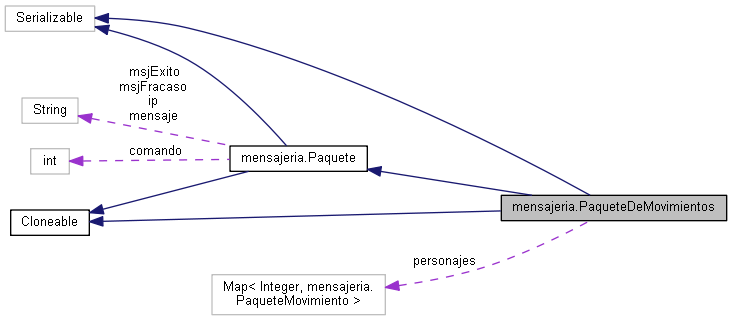 Serializable
msjExito
msjFracaso
ip
mensaje
String
comando
int
mensajeria.Paquete
mensajeria.PaqueteDeMovimientos
Cloneable
personajes
Map< Integer, mensajeria.
PaqueteMovimiento >